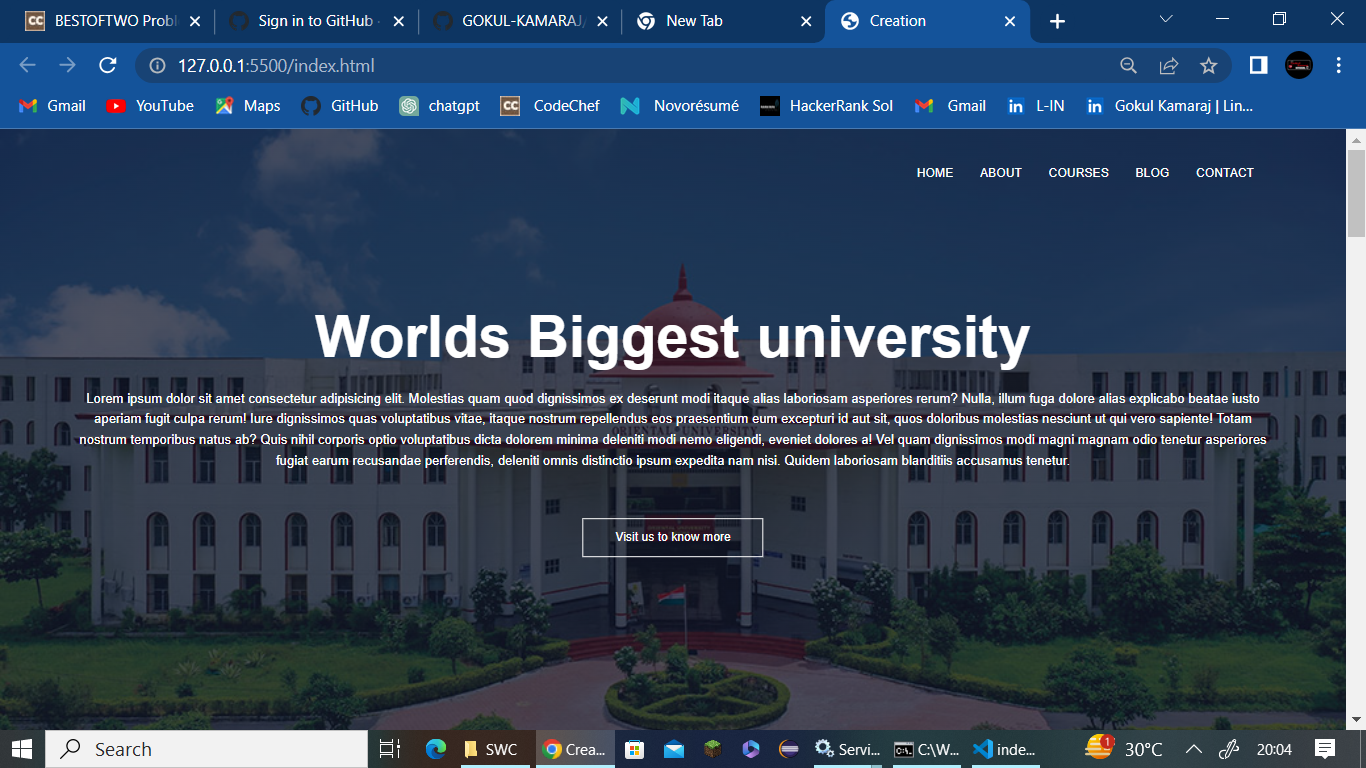 BESTOFTWO Probl
Sign in to GitHub ·
GOKUL-KAMARAJ/
New Tab
Creation
127.0.0.1:5500/index.html
Gmail
YouTube
Maps
GitHub
chatgpt
CC
CodeChef
Novorésumé
HackerRank Sol
Gmail
L-IN
Gokul Kamaraj | Lin...
HOME ABOUT COURSES BLOG CONTACT
Worlds Biggest university
Lorem ipsum dolor sit amet consectetur adipisicing elit. Molestias quam quod dignissimos ex deserunt modi itaque alias laboriosam asperiores rerum? Nulla, illum fuga dolore alias explicabo beatae iusto
aperiam fugit culpa rerum! Iure dignissimos quas voluptatibus vitae, itaque nostrum repellendus eos praesentium eum excepturi id aut sit, quos doloribus molestias nesciunt ut qui vero sapiente! Totam
nostrum temporibus natus ab? Quis nihil corporis optio voluptatibus dicta dolorem minima deleniti modi nemo eligendi, eveniet dolores a! Vel quam dignissimos modi magni magnam odio tenetur asperiores
fugiat earum recusandae perferendis, deleniti omnis distinctio ipsum expedita nam nisi. Quidem laboriosam blanditiis accusamus tenetur.
ORIENTAL UNIVERSITY
Visit us to know more
Search
SWC
Crea...
Servi...
C:\W...
inde...
1
30°C
20:04